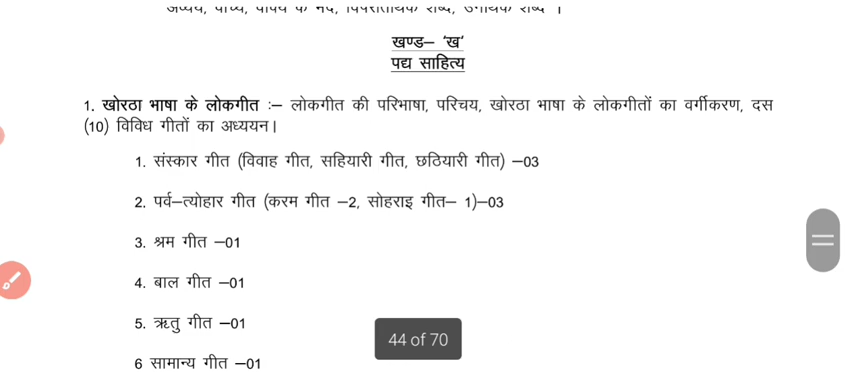 खण्ड– ‘ख‘
पद्य साहित्य
1. खोरठा भाषा के लोकगीत :– लोकगीत की परिभाषा, परिचय, खोरठा भाषा के लोकगीतों का वर्गीकरण, दस
(10) विविध गीतों का अध्ययन।
1. संस्कार गीत (विवाह गीत, सहियारी गीत, छठियारी गीत) –03
2. पर्व–त्योहार गीत (करम गीत –2, सोहराइ गीत– 1)–03
3. श्रम गीत –01
4. बाल गीत –01
5. ऋतु गीत –01
44 of 70
6 सामान्य गीत –01